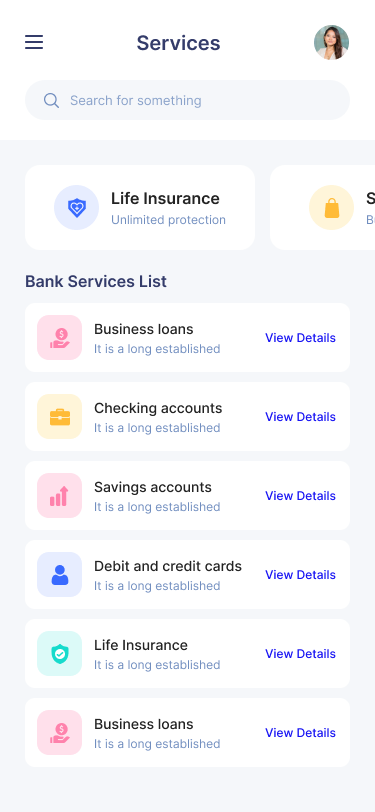 Services
Search for something
Life Insurance
Unlimited protection
S
B
Bank Services List
Business loans
It is a long established
View Details
Checking accounts
It is a long established
View Details
Savings accounts
It is a long established
View Details
Debit and credit cards
It is a long established
View Details
Life Insurance
It is a long established
View Details
Business loans
It is a long established
View Details